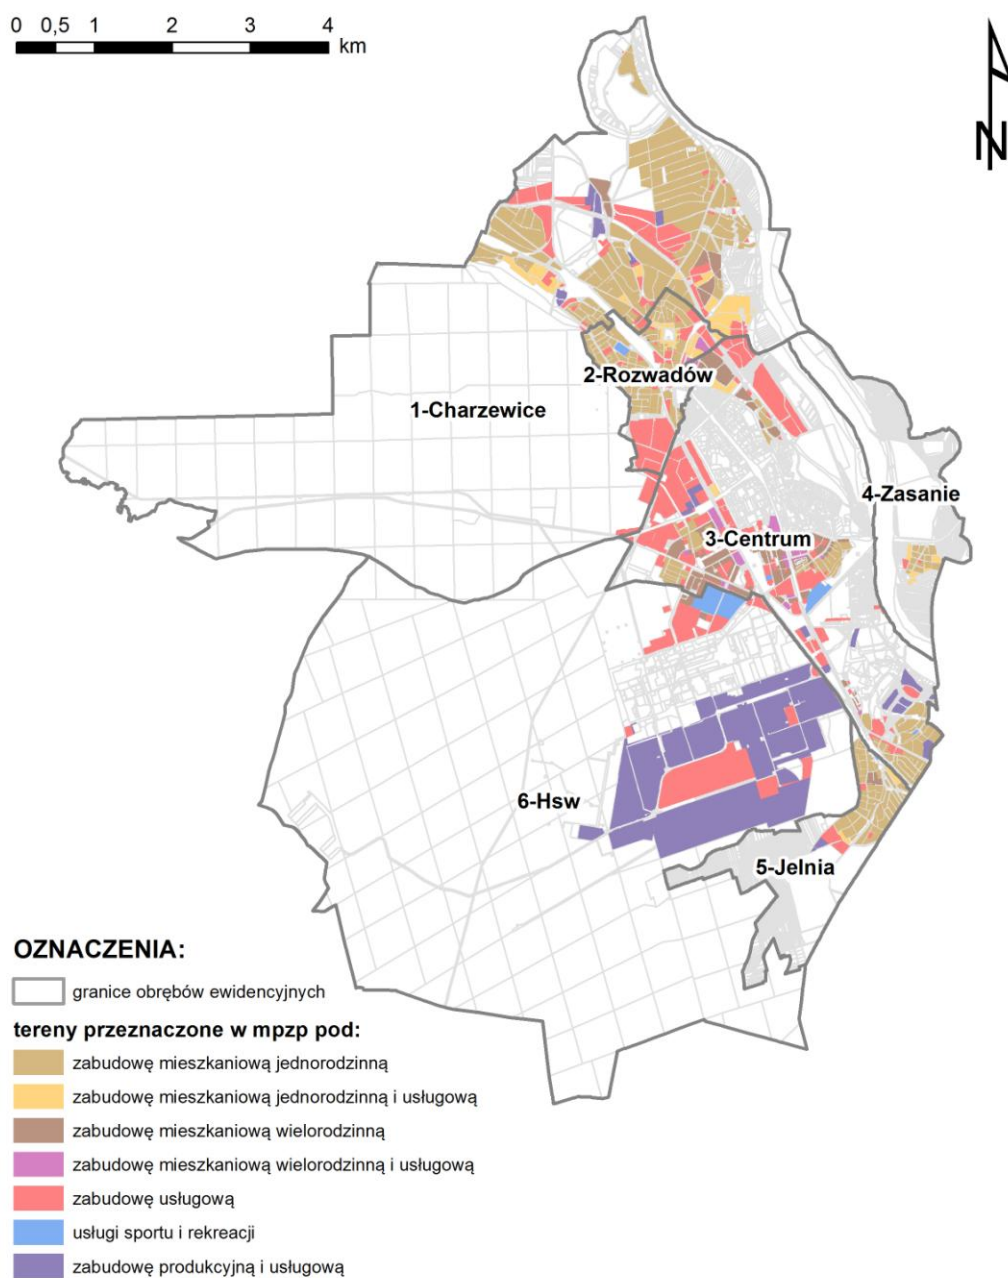 0 0,5 1 2 3 4
km
N
2-Rozwadów
1-Charzewice
4-Zasanie
3-Centrum
6-Hsw
5-Jelnia
OZNACZENIA:
granice obrębów ewidencyjnych
tereny przeznaczone w mpzp pod:
zabudowę mieszkaniową jednorodzinną
zabudowę mieszkaniową jednorodzinną i usługową
zabudowę mieszkaniową wielorodzinną
zabudowę mieszkaniową wielorodzinną i usługową
zabudowę usługową
usługi sportu i rekreacji
zabudowę produkcyjną i usługową